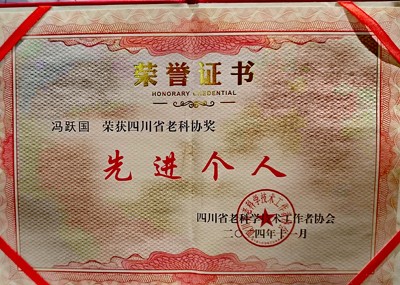 荣誉证书
HONORARY CREDENTIAL
冯跃国 荣获四川省老科协奖
先进个人
四川省老科学技术工作者协会
二〇二四年十一月